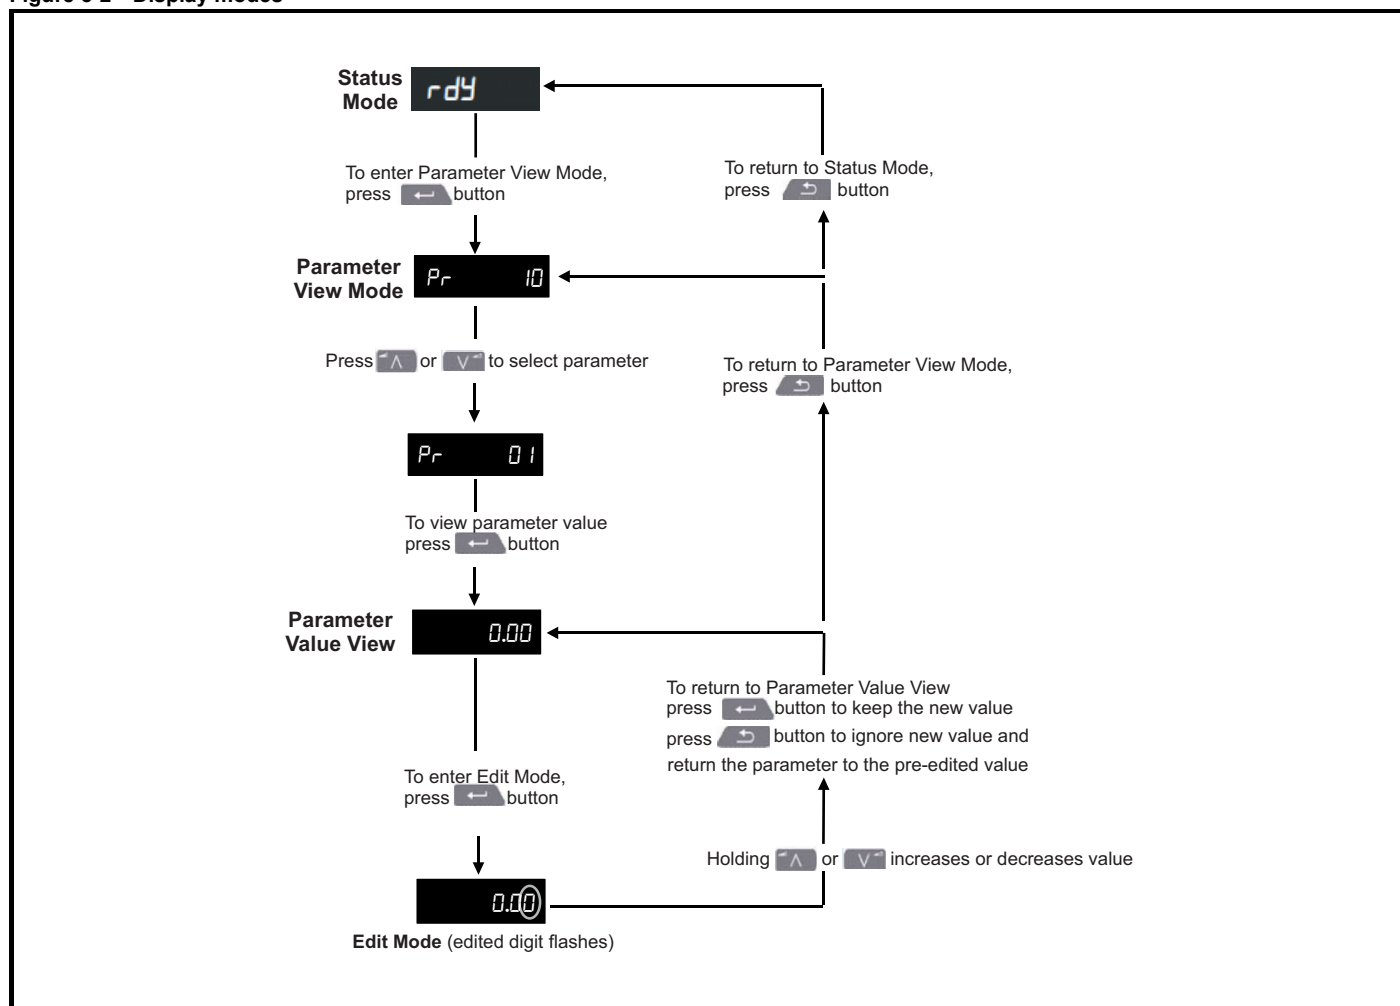 Status
Mode
rdy
To enter Parameter View Mode,
press button
To return to Status Mode,
press button
Parameter
View Mode
Pr 10
Press or to select parameter
To return to Parameter View Mode,
press button
Pr 01
To view parameter value
press button
Parameter
Value View
0.00
To return to Parameter Value View
press button to keep the new value
press button to ignore new value and
return the parameter to the pre-edited value
To enter Edit Mode,
press button
Holding or increases or decreases value
0.00
Edit Mode (edited digit flashes)